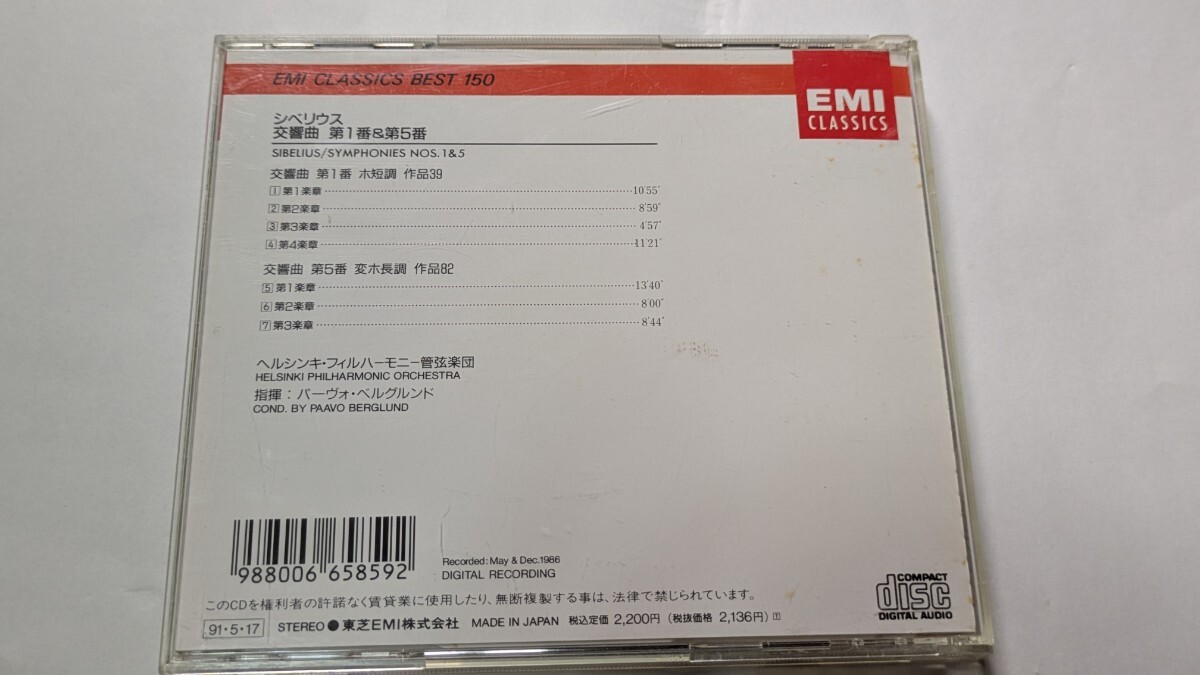 EMI CLASSICS BEST 150
EMI
CLASSICS
シベリウス
交響曲 第1番&第5番
SIBELIUS/SYMPHONIES NOS.1&5
交響曲 第1番 ホ短調 作品39
1 第1楽章 10'55"
2 第2楽章 8'59"
3 第3楽章 4'57"
4 第4楽章 11'21"
交響曲 第5番 変ホ長調 作品82
5 第1楽章 13'40"
6 第2楽章 8'00"
7 第3楽章 8'44"
ヘルシンキ・フィルハーモニー管弦楽団
HELSINKI PHILHARMONIC ORCHESTRA
指揮:パーヴォ・ベルグルンド
COND. BY PAAVO BERGLUND
988006 658592
Recorded: May & Dec.1986
DIGITAL RECORDING
COMPACT
disc
DIGITAL AUDIO
このCDを権利者の許諾なく賃貸業に使用したり、無断複製する事は、法律で禁じられています。
91・5・17 STEREO ● 東芝EMI株式会社 MADE IN JAPAN 税込定価 2,200円(税抜価格 2,136円)